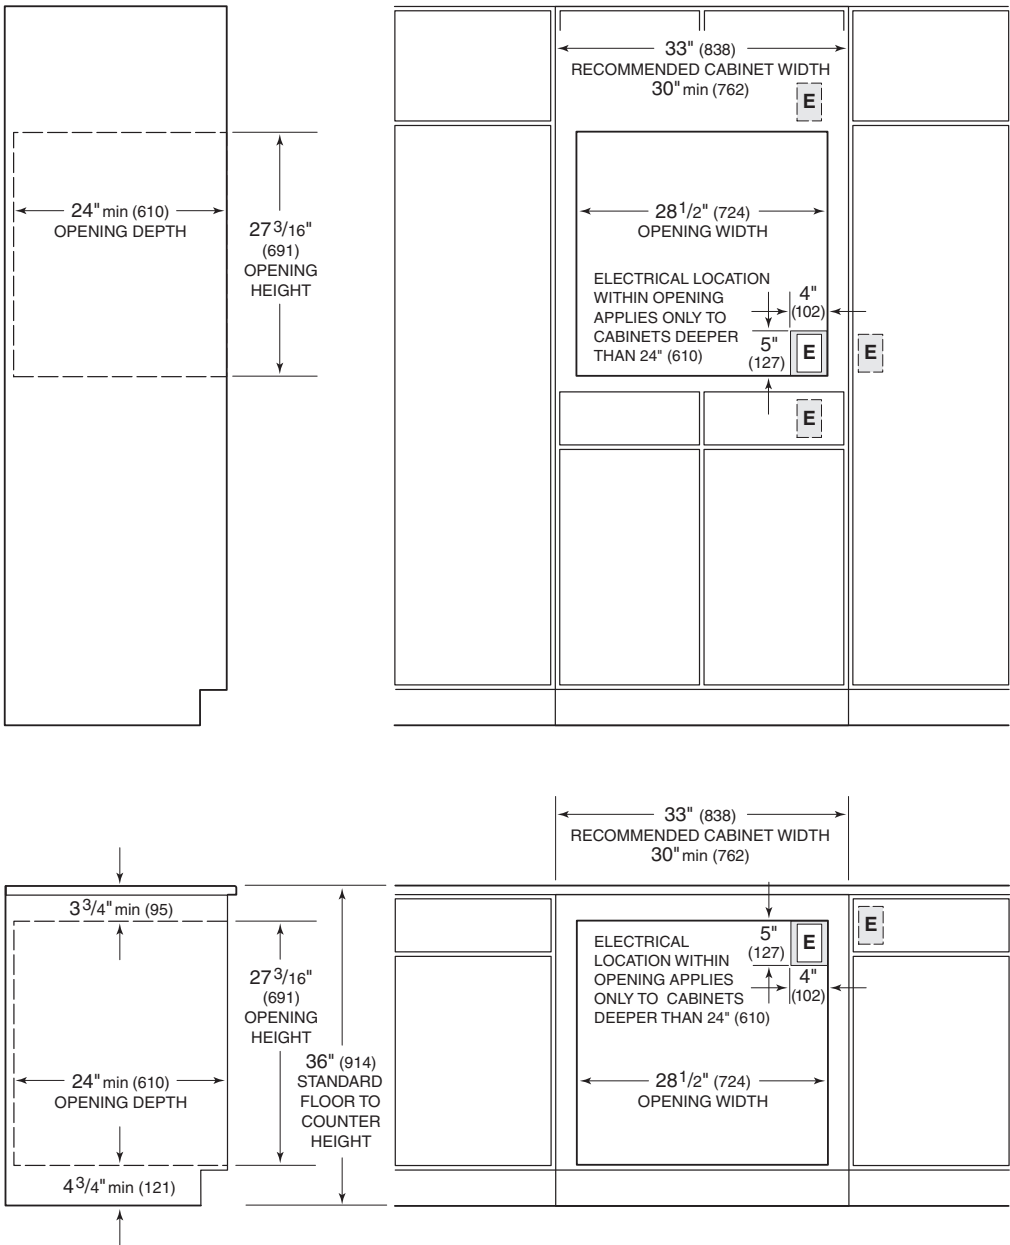 33" (838)
RECOMMENDED CABINET WIDTH
30" min (762)
E
24" min (610)
OPENING DEPTH
27 3/16"
(691)
OPENING
HEIGHT
28 1/2" (724)
OPENING WIDTH
ELECTRICAL LOCATION
WITHIN OPENING
APPLIES ONLY TO
CABINETS DEEPER
THAN 24" (610)
4"
(102)
5"
(127)
E
E
E
33" (838)
RECOMMENDED CABINET WIDTH
30" min (762)
3 3/4" min (95)
27 3/16"
(691)
OPENING
HEIGHT
36" (914)
STANDARD
FLOOR TO
COUNTER
HEIGHT
24" min (610)
OPENING DEPTH
4 3/4" min (121)
ELECTRICAL
LOCATION WITHIN
OPENING APPLIES
ONLY TO CABINETS
DEEPER THAN 24" (610)
5"
(127)
E
4"
(102)
E
28 1/2" (724)
OPENING WIDTH